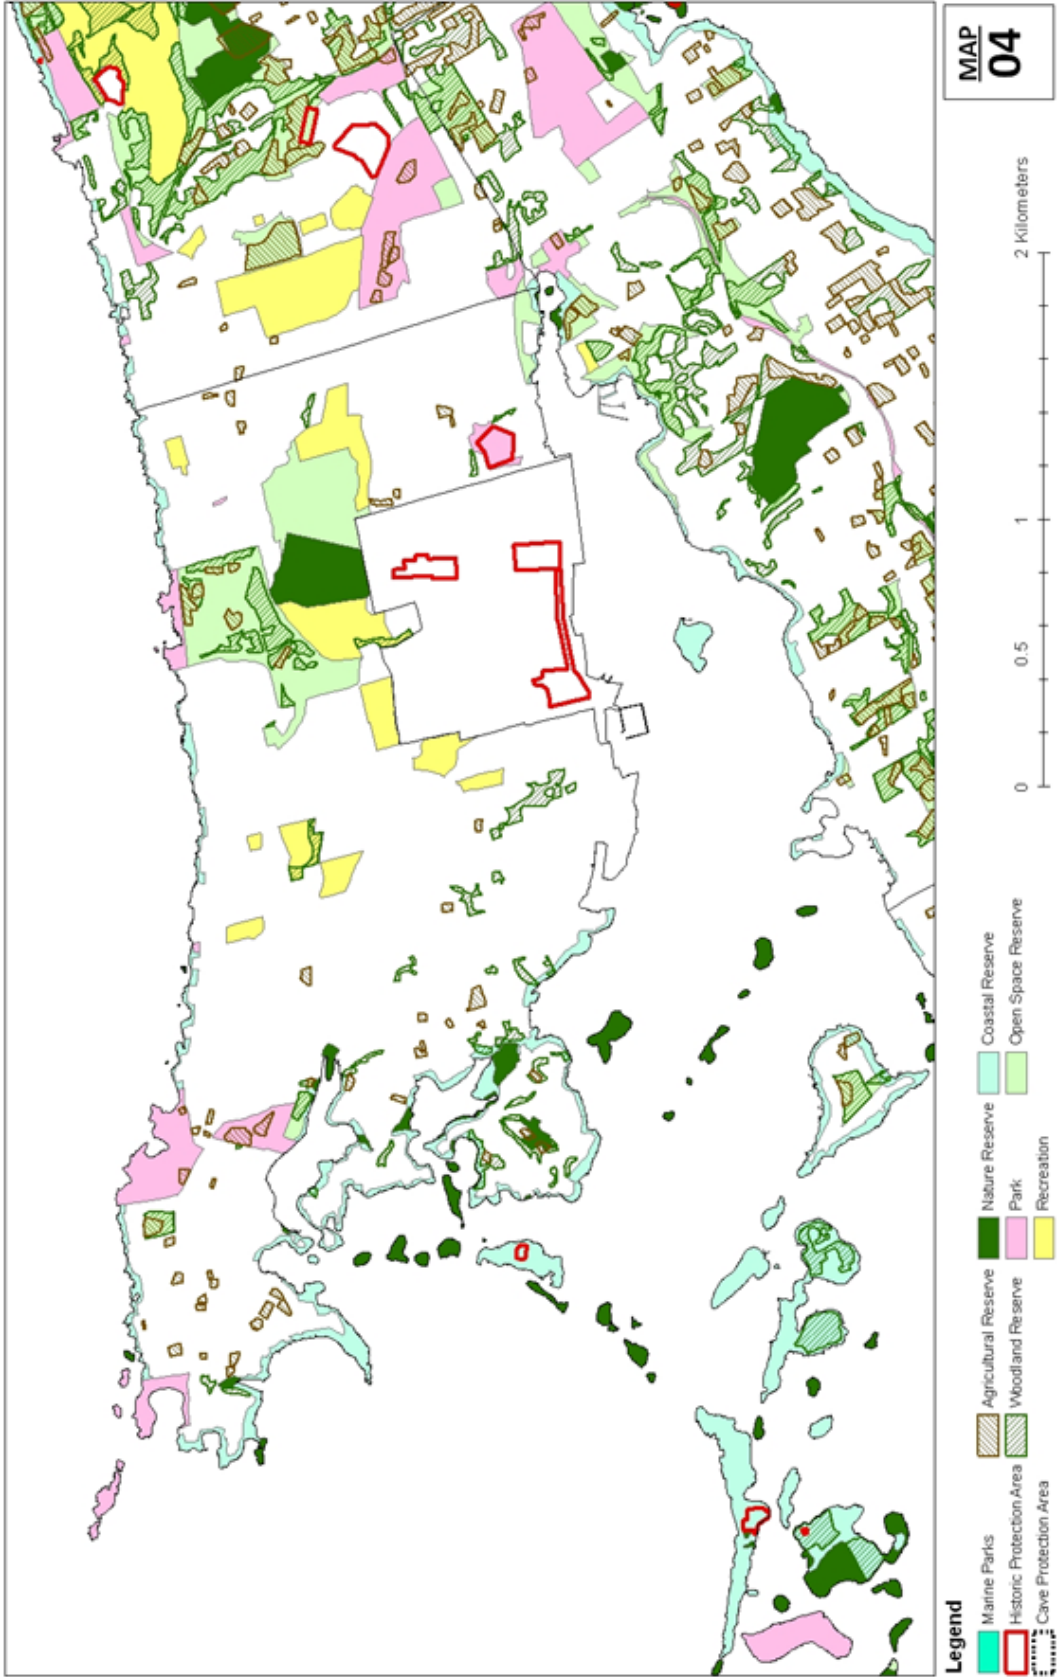 MAP
04
0 0.5 1 2 Kilometers
Legend
Marine Parks
Historic Protection Area
Cave Protection Area
Agricultural Reserve
Woodland Reserve
Nature Reserve
Park
Recreation
Coastal Reserve
Open Space Reserve